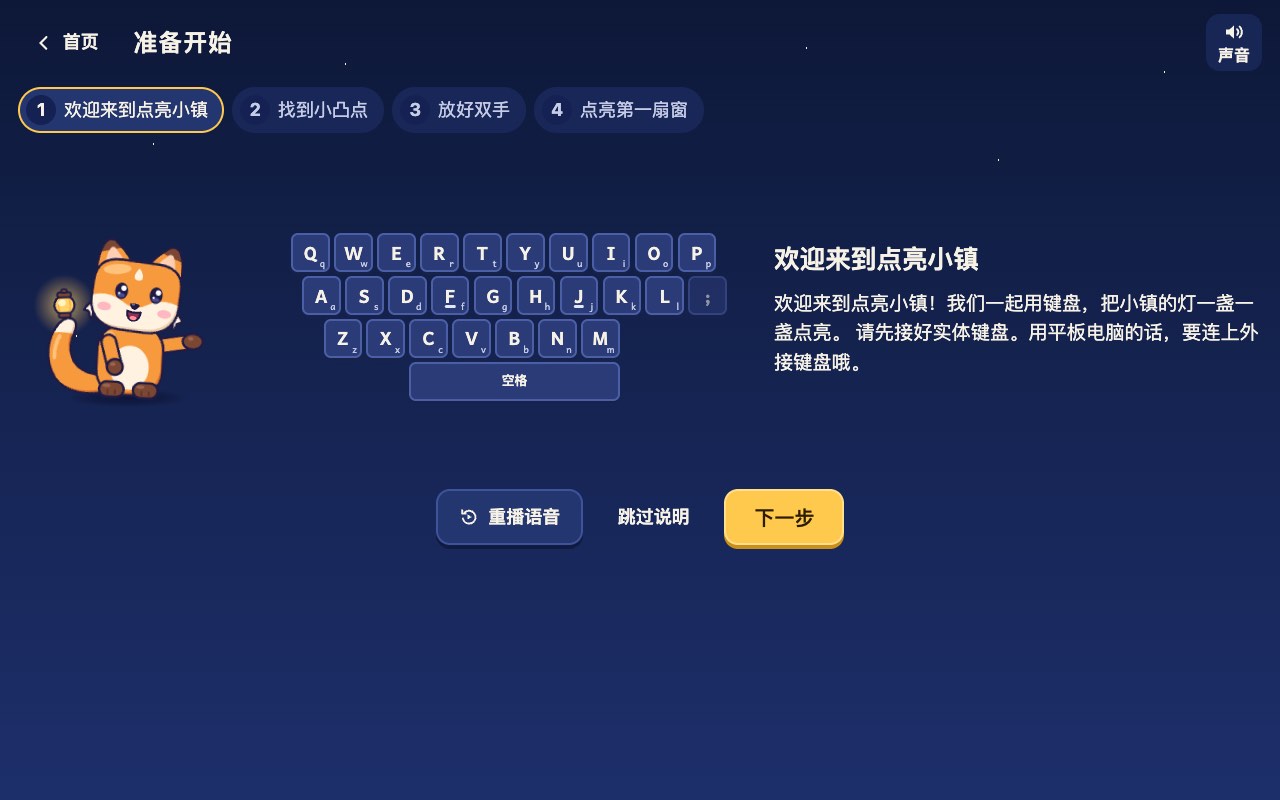 首页 准备开始
声音
1 欢迎来到点亮小镇 2 找到小凸点 3 放好双手 4 点亮第一扇窗
Q q W w E e R r T t Y y U u I i O o P p
A a S s D d F f G g H h J j K k L l ;
Z z X x C c V v B b N n M m
空格
欢迎来到点亮小镇
欢迎来到点亮小镇！我们一起用键盘，把小镇的灯一盏一
盏点亮。 请先接好实体键盘。用平板电脑的话，要连上外
接键盘哦。
重播语音 跳过说明 下一步